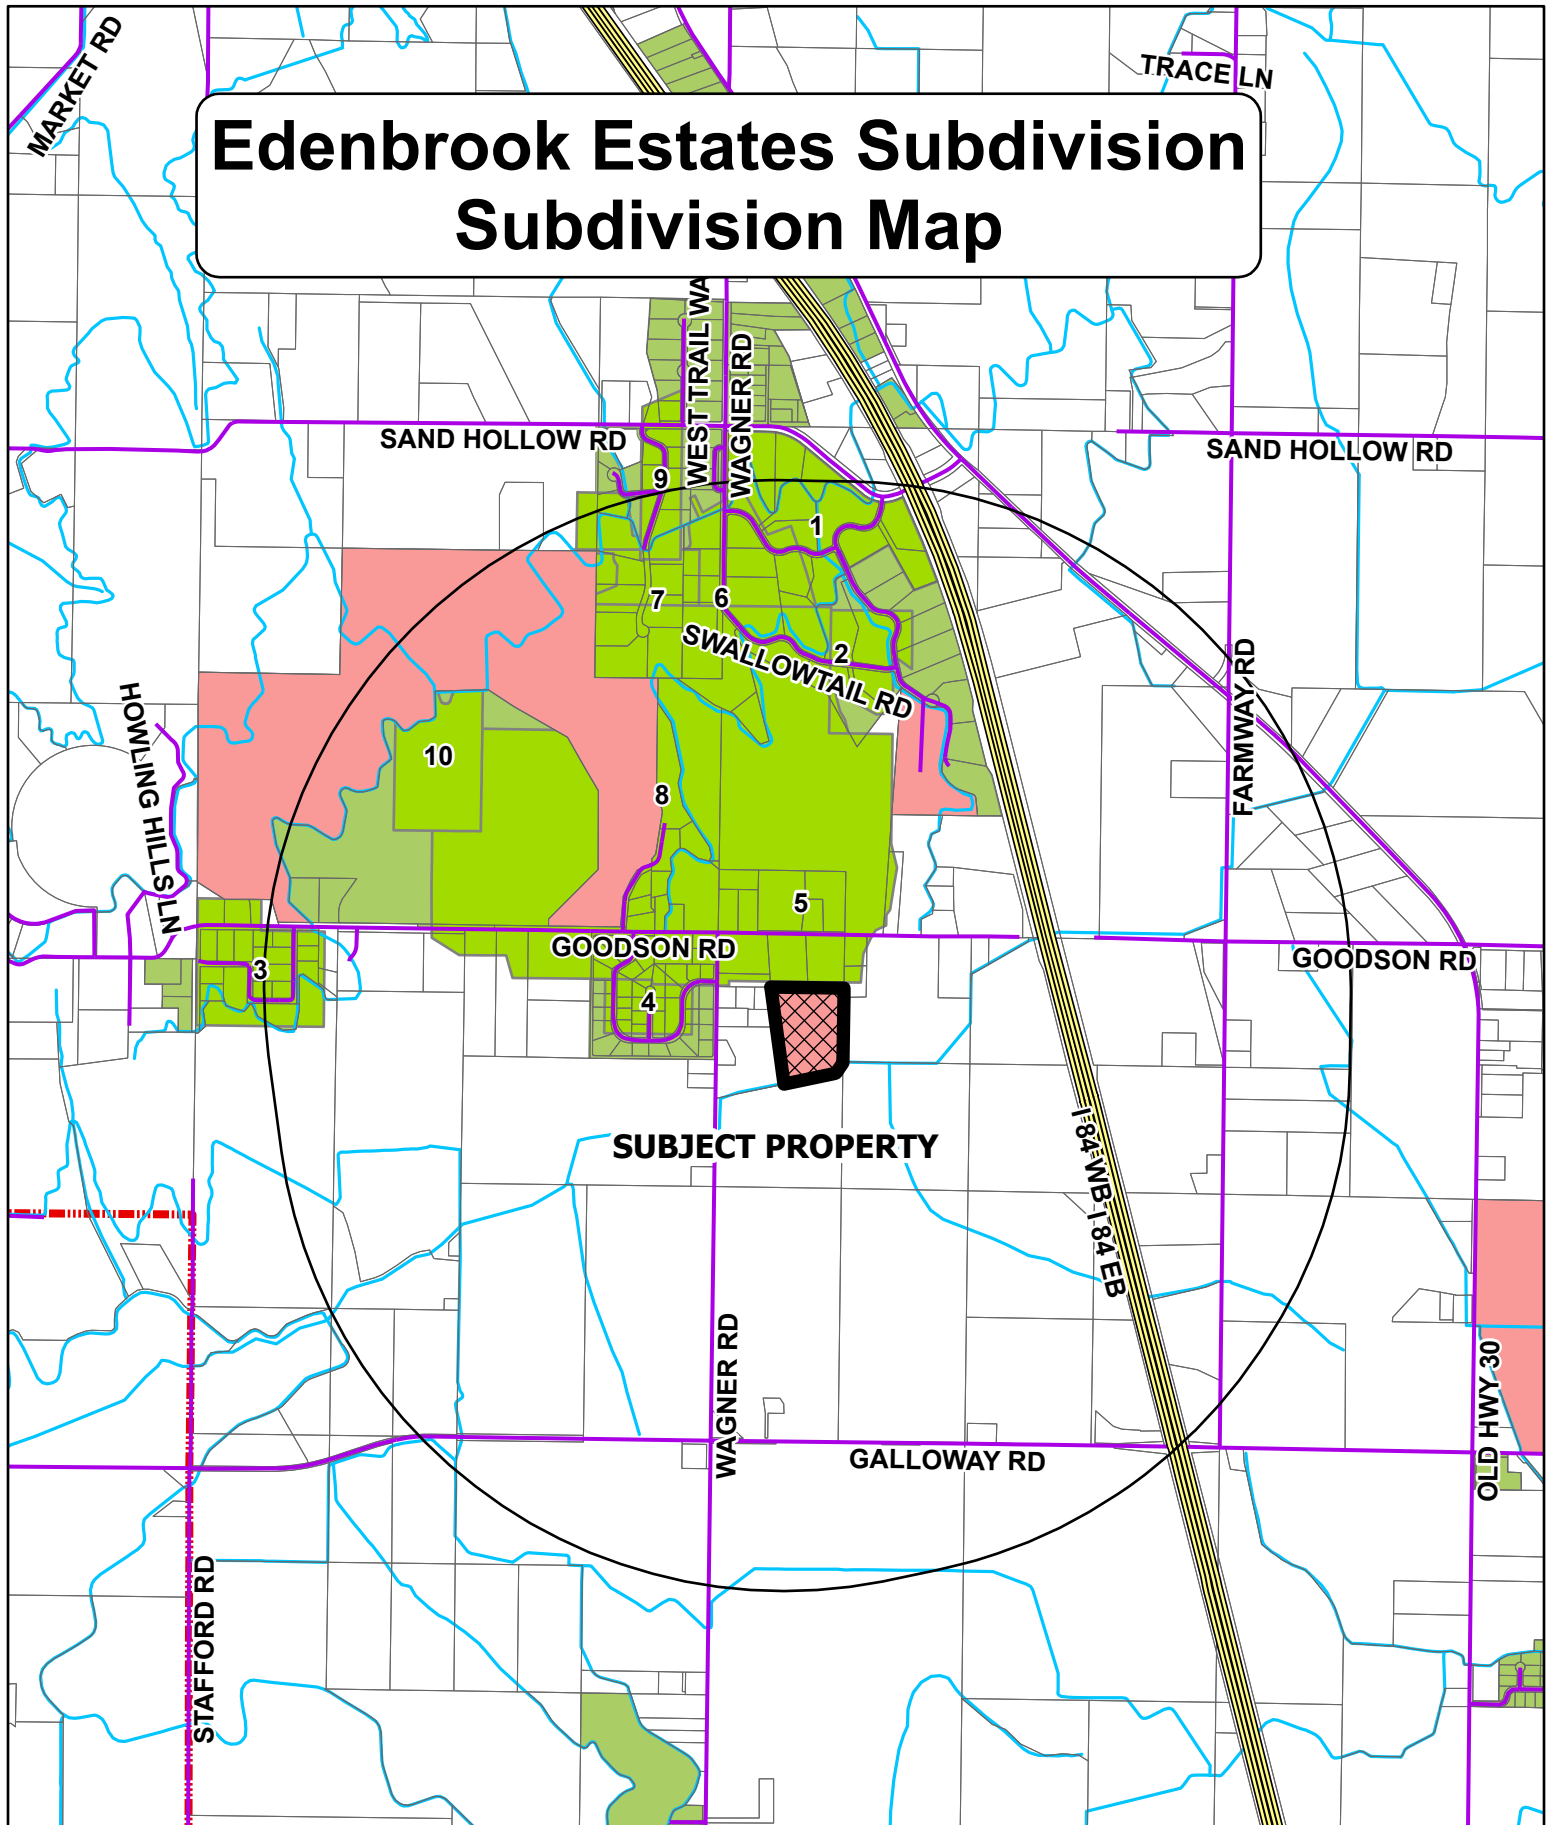 MARKET RD
TRACE LN
Edenbrook Estates Subdivision
Subdivision Map
WEST TRAIL WA
WAGNER RD
SAND HOLLOW RD
SAND HOLLOW RD
9
1
7
6
2
SWALLOWTAIL RD
FARMWAY RD
HOWLING HILLS LN
10
8
5
GOODSON RD
GOODSON RD
3
4
SUBJECT PROPERTY
I 84 WB
I 84 EB
WAGNER RD
OLD HWY 30
GALLOWAY RD
STAFFORD RD